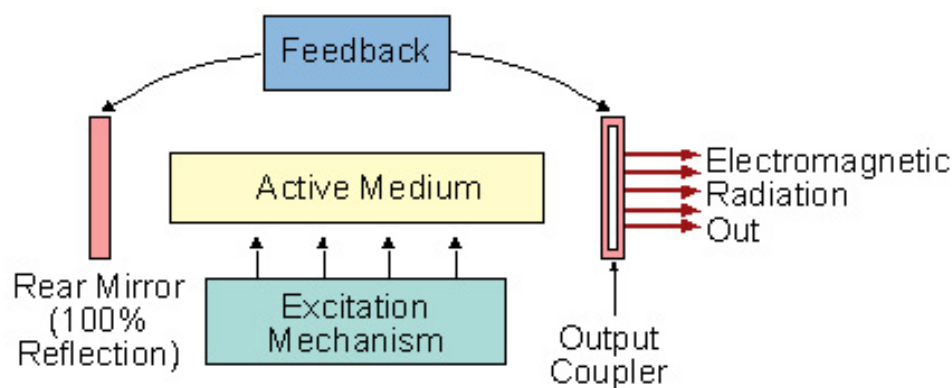 Feedback
Active Medium
Electromagnetic
Radiation
Out
Rear Mirror
(100%
Reflection)
Excitation
Mechanism
Output
Coupler